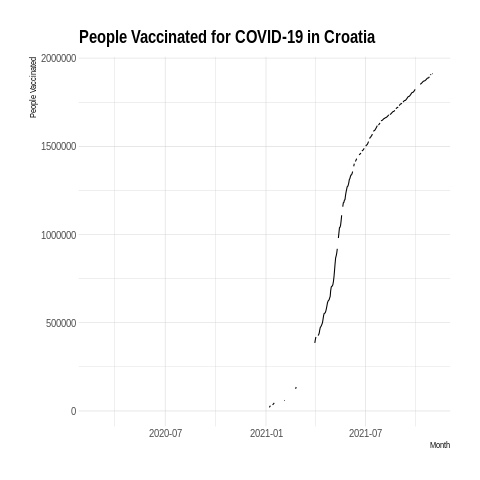 People Vaccinated for COVID-19 in Croatia
People Vaccinated
2000000
1500000
1000000
500000
0
2020-07
2021-01
2021-07
Month